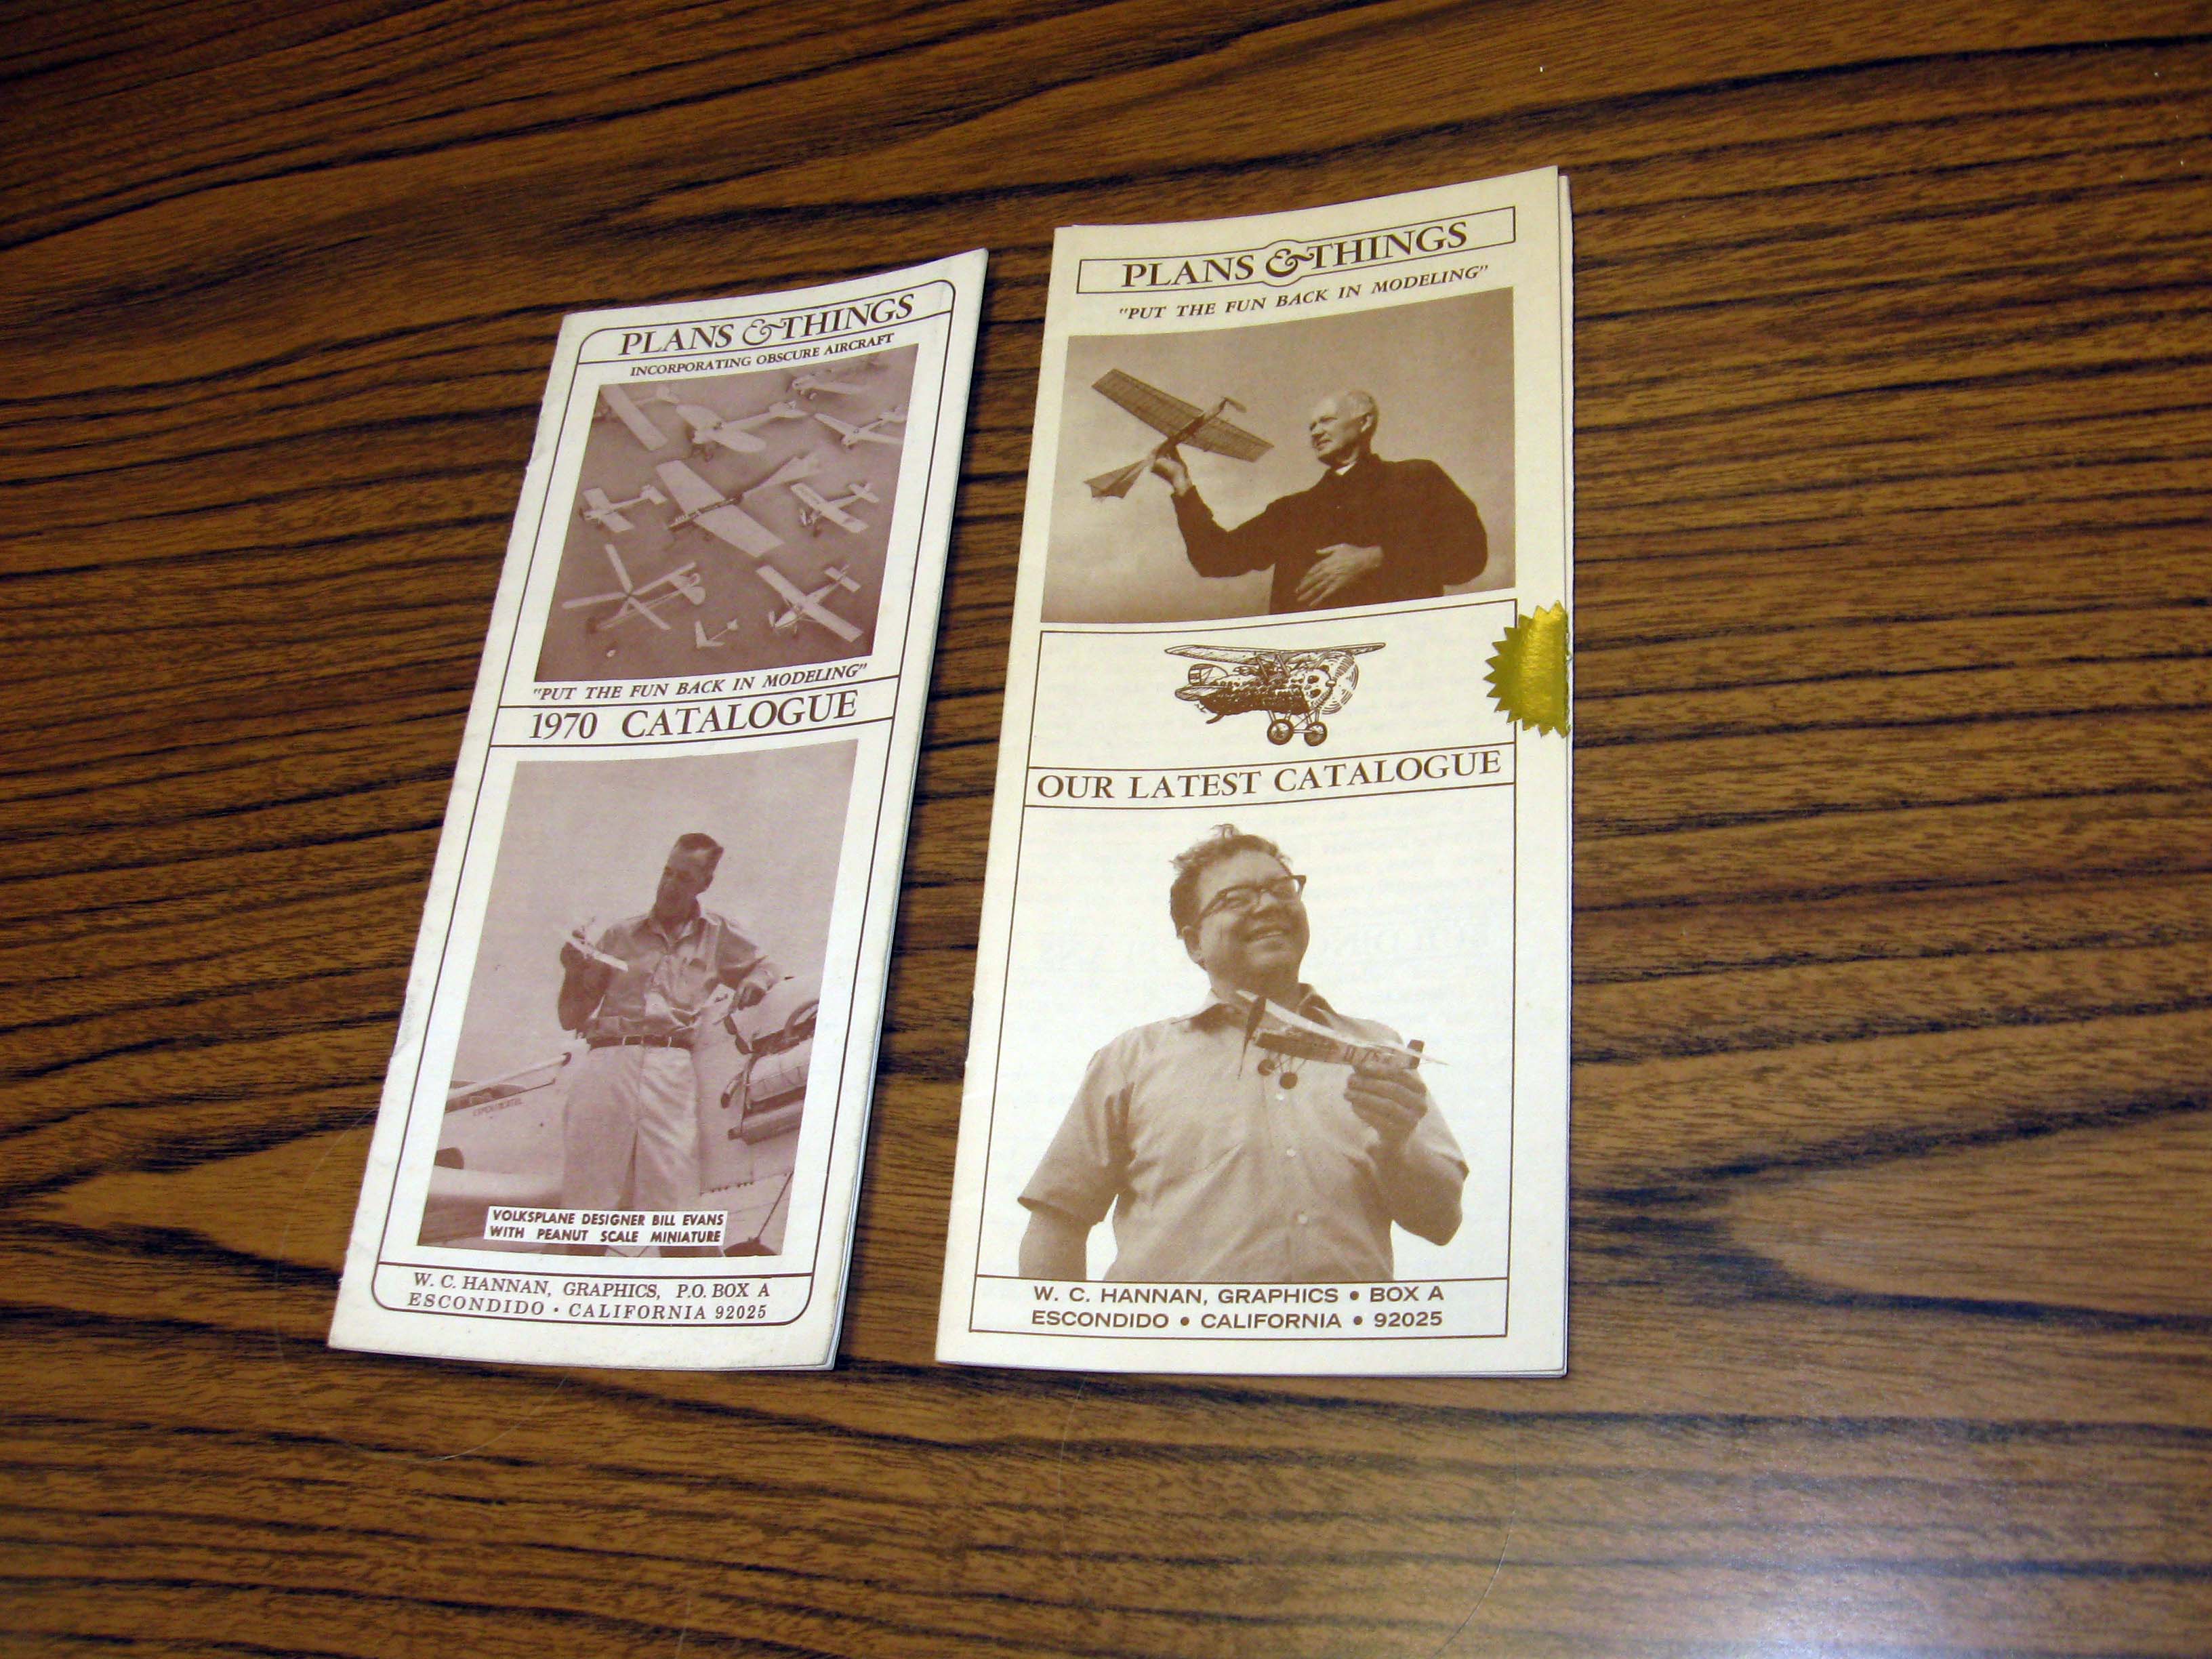 PLANS & THINGS
INCORPORATING OBSCURE AIRCRAFT
"PUT THE FUN BACK IN MODELING"
1970 CATALOGUE
VOLKSPLANE DESIGNER BILL EVANS
WITH PEANUT SCALE MINIATURE
W. C. HANNAN, GRAPHICS, P.O. BOX A
ESCONDIDO • CALIFORNIA 92025
PLANS & THINGS
"PUT THE FUN BACK IN MODELING"
OUR LATEST CATALOGUE
W. C. HANNAN, GRAPHICS • BOX A
ESCONDIDO • CALIFORNIA • 92025